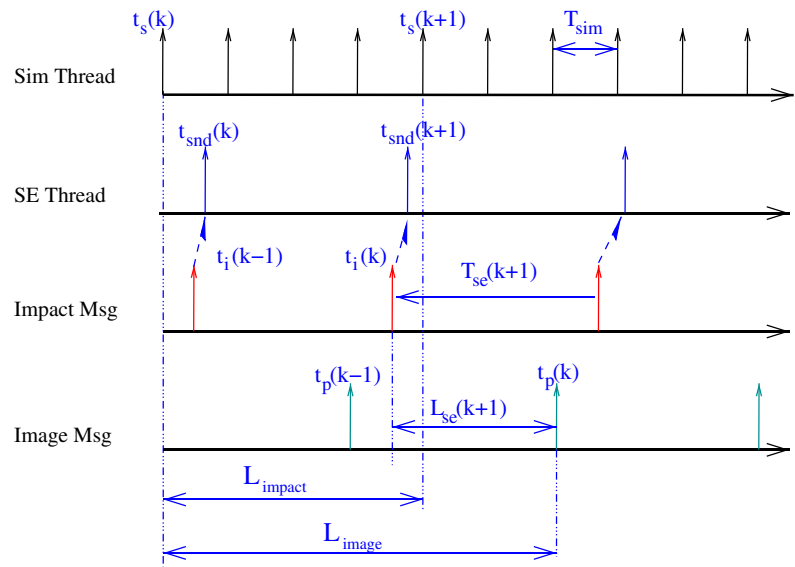 t_s(k) t_s(k+1) T_sim
Sim Thread
t_snd(k) t_snd(k+1)
SE Thread
t_i(k−1) t_i(k) T_se(k+1)
Impact Msg
t_p(k−1) t_p(k)
L_se(k+1)
Image Msg
L_impact
L_image